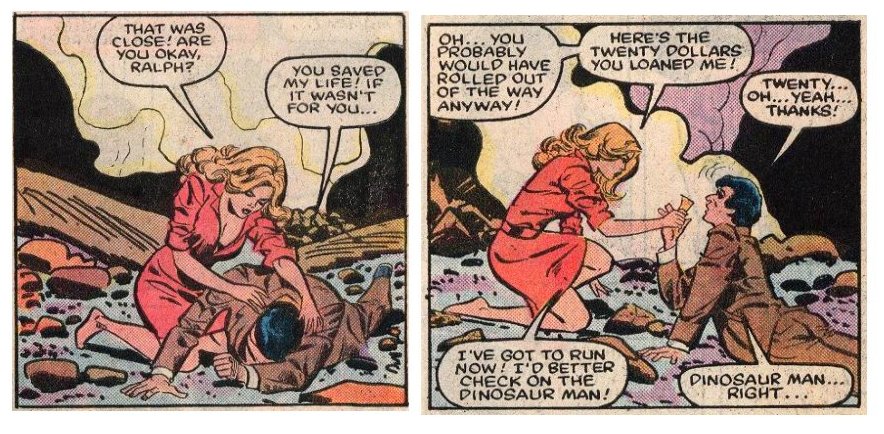 THAT WAS
CLOSE! ARE
YOU OKAY,
RALPH?
YOU SAVED
MY LIFE! IF
IT WASN'T
FOR YOU...
OH... YOU
PROBABLY
WOULD HAVE
ROLLED OUT
OF THE WAY
ANYWAY!
HERE'S THE
TWENTY DOLLARS
YOU LOANED ME!
TWENTY...
OH...YEAH...
THANKS!
I'VE GOT TO RUN
NOW! I'D BETTER
CHECK ON THE
DINOSAUR MAN!
DINOSAUR MAN...
RIGHT...